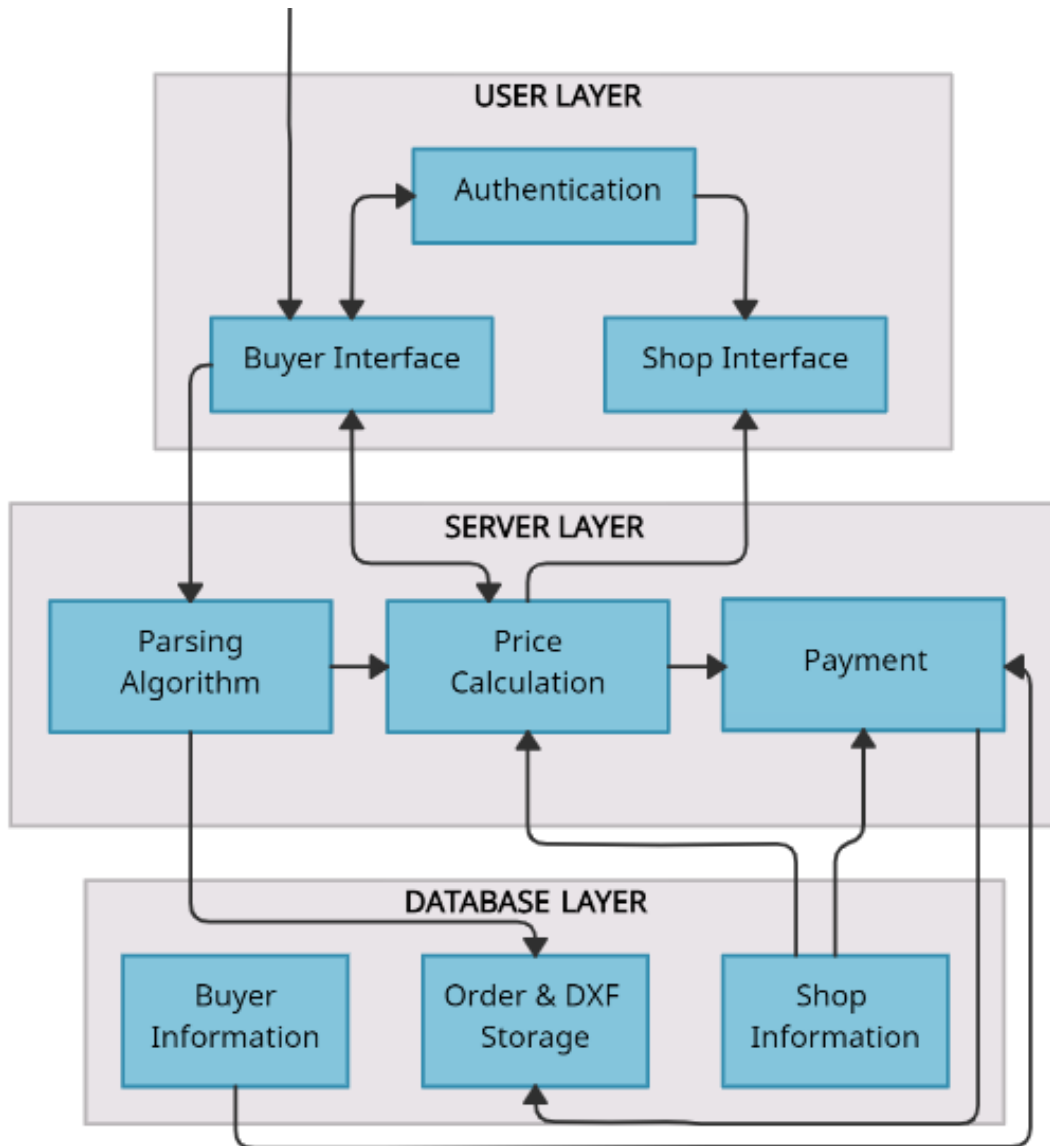 USER LAYER
Authentication
Buyer Interface
Shop Interface
SERVER LAYER
Parsing
Algorithm
Price
Calculation
Payment
DATABASE LAYER
Buyer
Information
Order & DXF
Storage
Shop
Information